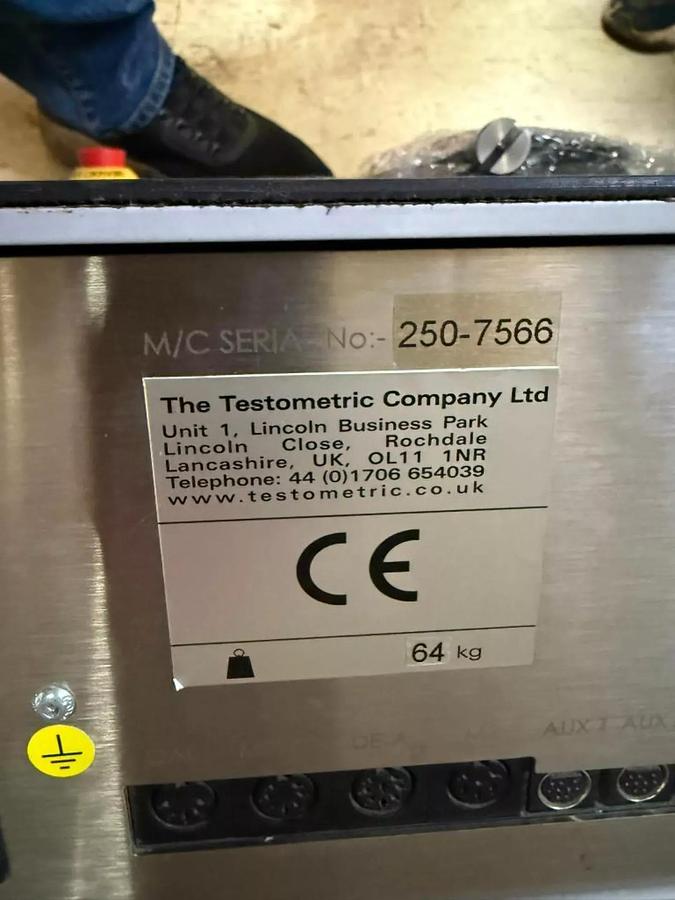 M/C SERIAL No:- 250-7566
The Testometric Company Ltd
Unit 1, Lincoln Business Park
Lincoln Close, Rochdale
Lancashire, UK, OL11 1NR
Telephone: 44 (0)1706 654039
www.testometric.co.uk
CE
64 kg
AUX 1 AUX